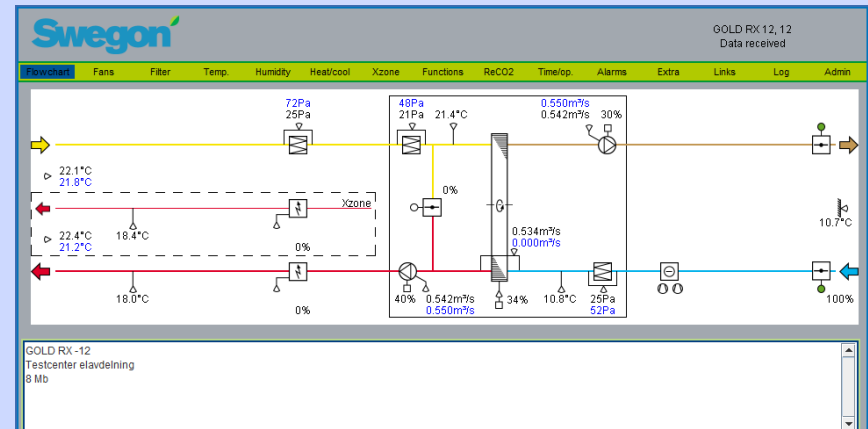 Swegon
GOLD RX 12, 12
Data received
Flowchart Fans Filter Temp. Humidity Heat/cool Xzone Functions ReCO2 Time/op. Alarms Extra Links Log Admin
72Pa 48Pa 0.550m³/s
25Pa 21Pa 21.4°C 0.542m³/s 30%
22.1°C
21.8°C
0%
Xzone
18.4°C
10.7°C
22.4°C
21.2°C
0%
0.534m³/s
0.000m³/s
18.0°C
0%
40% 0.542m³/s 34% 10.8°C 25Pa 100%
0.550m³/s 52Pa
GOLD RX -12
Testcenter elavdelning
8 Mb